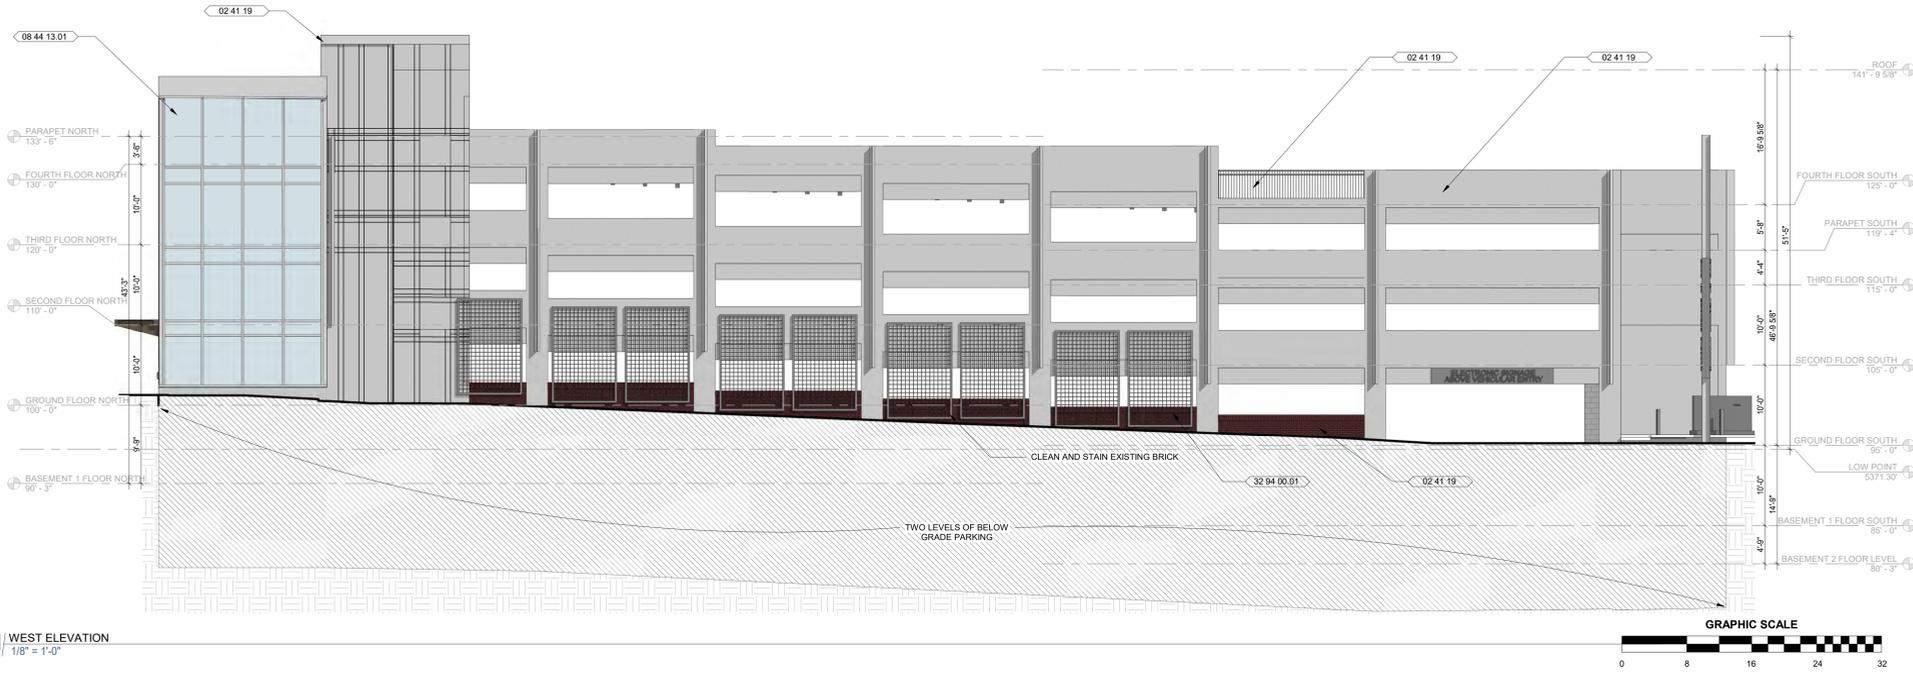 02 41 19
08 44 13.01
02 41 19
02 41 19
ROOF
141' - 9 5/8"
PARAPET NORTH
133' - 6"
3'-6"
16'-9 5/8"
FOURTH FLOOR NORTH
130' - 0"
FOURTH FLOOR SOUTH
125' - 0"
10'-0"
PARAPET SOUTH
119' - 4"
5'-8"
51'-5"
THIRD FLOOR NORTH
120' - 0"
4'-4"
THIRD FLOOR SOUTH
115' - 0"
43'-3"
10'-0"
SECOND FLOOR NORTH
110' - 0"
10'-0"
46'-9 5/8"
10'-0"
SECOND FLOOR SOUTH
105' - 0"
ELECTRONIC SIGNAGE
ABOVE VEHICULAR ENTRY
GROUND FLOOR NORTH
100' - 0"
10'-0"
GROUND FLOOR SOUTH
95' - 0"
9'-9"
CLEAN AND STAIN EXISTING BRICK
LOW POINT
5371.30'
BASEMENT 1 FLOOR NORTH
90' - 3"
32 94 00.01
02 41 19
10'-0"
14'-9"
TWO LEVELS OF BELOW
GRADE PARKING
BASEMENT 1 FLOOR SOUTH
85' - 0"
4'-9"
BASEMENT 2 FLOOR LEVEL
80' - 3"
WEST ELEVATION
1/8" = 1'-0"
GRAPHIC SCALE
0 8 16 24 32